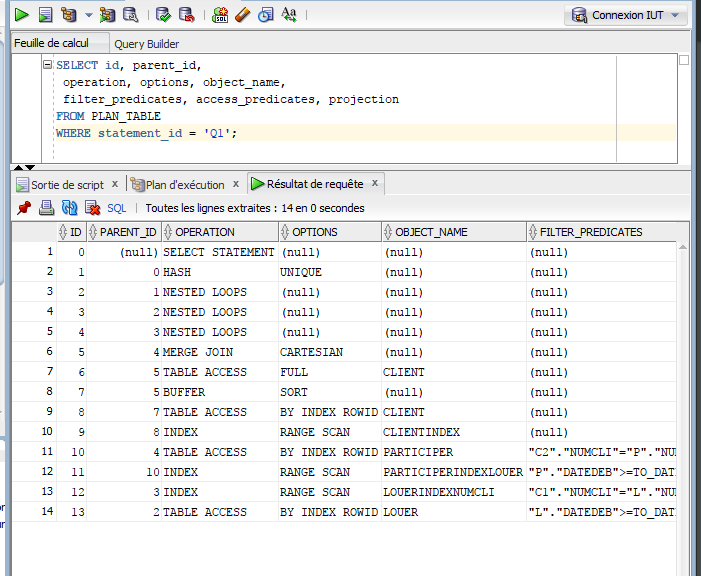 Connexion IUT
Feuille de calcul Query Builder
SELECT id, parent_id,
operation, options, object_name,
filter_predicates, access_predicates, projection
FROM PLAN_TABLE
WHERE statement_id = 'Q1';
Sortie de script x Plan d'exécution x Résultat de requête x
SQL | Toutes les lignes extraites : 14 en 0 secondes
ID PARENT_ID OPERATION OPTIONS OBJECT_NAME FILTER_PREDICATES
1 0 (null) SELECT STATEMENT (null) (null) (null)
2 1 0 HASH UNIQUE (null) (null)
3 2 1 NESTED LOOPS (null) (null) (null)
4 3 2 NESTED LOOPS (null) (null) (null)
5 4 3 NESTED LOOPS (null) (null) (null)
6 5 4 MERGE JOIN CARTESIAN (null) (null)
7 6 5 TABLE ACCESS FULL CLIENT (null)
8 7 5 BUFFER SORT (null) (null)
9 8 7 TABLE ACCESS BY INDEX ROWID CLIENT (null)
10 9 8 INDEX RANGE SCAN CLIENTINDEX (null)
11 10 4 TABLE ACCESS BY INDEX ROWID PARTICIPER "C2"."NUMCLI"="P"."NU
12 11 10 INDEX RANGE SCAN PARTICIPERINDEXLOUER "P"."DATEDEB">=TO_DA
13 12 3 INDEX RANGE SCAN LOUERINDEXNUMCLI "C1"."NUMCLI"="L"."NU
14 13 2 TABLE ACCESS BY INDEX ROWID LOUER "L"."DATEDEB">=TO_DA